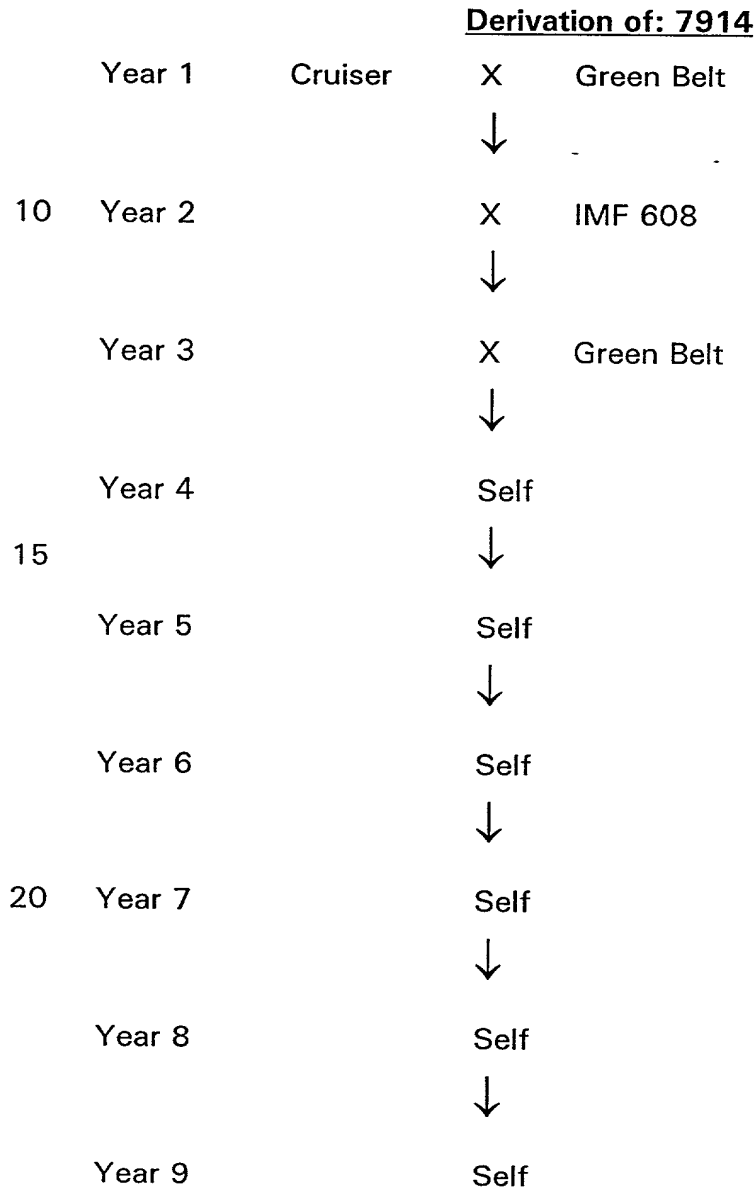 Derivation of: 7914
Year 1 Cruiser X Green Belt
↓
10 Year 2 X IMF 608
↓
Year 3 X Green Belt
↓
Year 4 Self
15 ↓
Year 5 Self
↓
Year 6 Self
↓
20 Year 7 Self
↓
Year 8 Self
↓
Year 9 Self